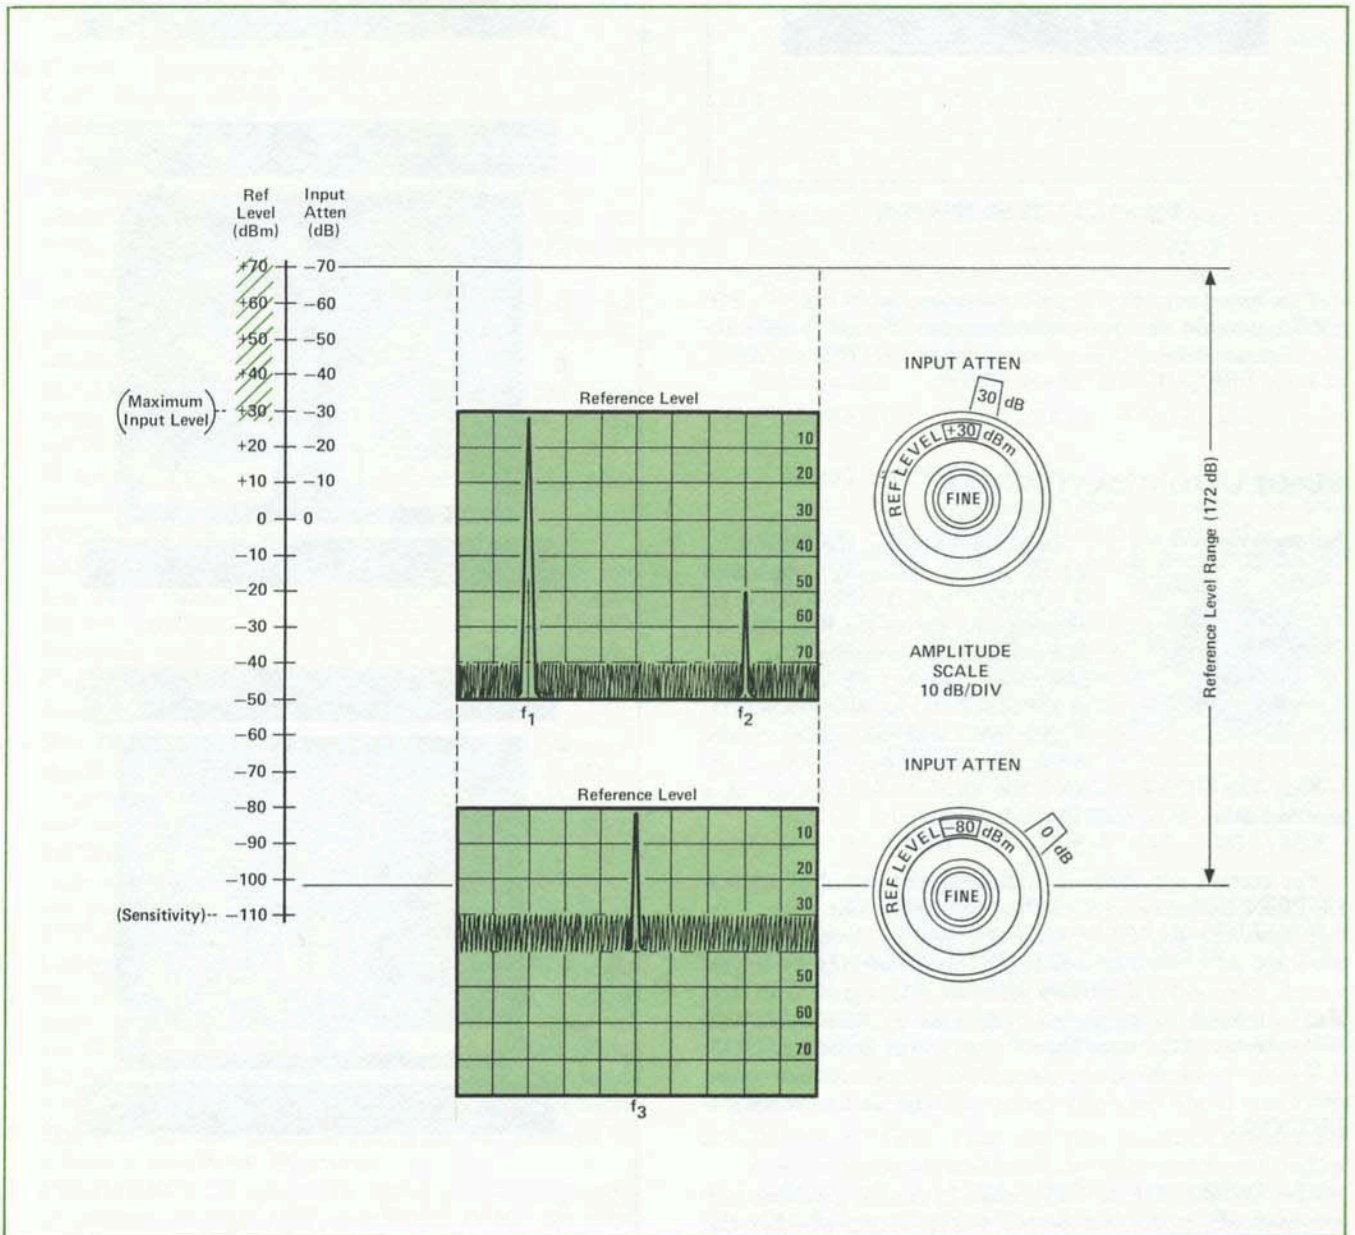 Ref
Level
(dBm)
Input
Atten
(dB)
+70 –70
+60 –60
+50 –50
+40 –40
(Maximum
Input Level)
+30 –30
+20 –20
+10 –10
0 0
–10
–20
–30
–40
–50
–60
–70
–80
–90
–100
(Sensitivity) –110
Reference Level
10
20
30
40
50
60
70
f1 f2
Reference Level
10
20
30
50
60
70
f3
INPUT ATTEN
30 dB
REF LEVEL +30 dBm
FINE
AMPLITUDE
SCALE
10 dB/DIV
INPUT ATTEN
0 dB
REF LEVEL –80 dBm
FINE
Reference Level Range (172 dB)